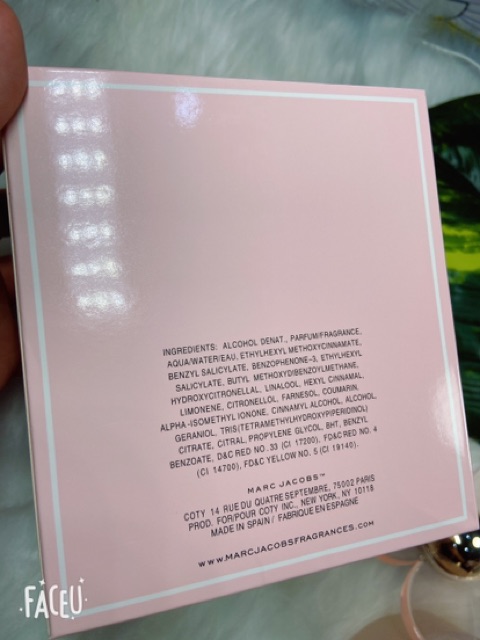 INGREDIENTS: ALCOHOL DENAT., PARFUM/FRAGRANCE,
AQUA/WATER/EAU, ETHYLHEXYL METHOXYCINNAMATE,
BENZYL SALICYLATE, BENZOPHENONE-3, ETHYLHEXYL
SALICYLATE, BUTYL METHOXYDIBENZOYLMETHANE,
HYDROXYCITRONELLAL, LINALOOL, HEXYL CINNAMAL,
LIMONENE, CITRONELLOL, FARNESOL, COUMARIN,
ALPHA-ISOMETHYL IONONE, CINNAMYL ALCOHOL, ALCOHOL,
GERANIOL, TRIS(TETRAMETHYLHYDROXYPIPERIDINOL)
CITRATE, CITRAL, PROPYLENE GLYCOL, BHT, BENZYL
BENZOATE, D&C RED NO. 33 (CI 17200), FD&C RED NO. 4
(CI 14700), FD&C YELLOW NO. 5 (CI 19140).
MARC JACOBS™
COTY 14 RUE DU QUATRE SEPTEMBRE, 75002 PARIS
PROD. FOR/POUR COTY INC., NEW YORK, NY 10118
MADE IN SPAIN / FABRIQUE EN ESPAGNE
WWW.MARCJACOBSFRAGRANCES.COM
FACEU